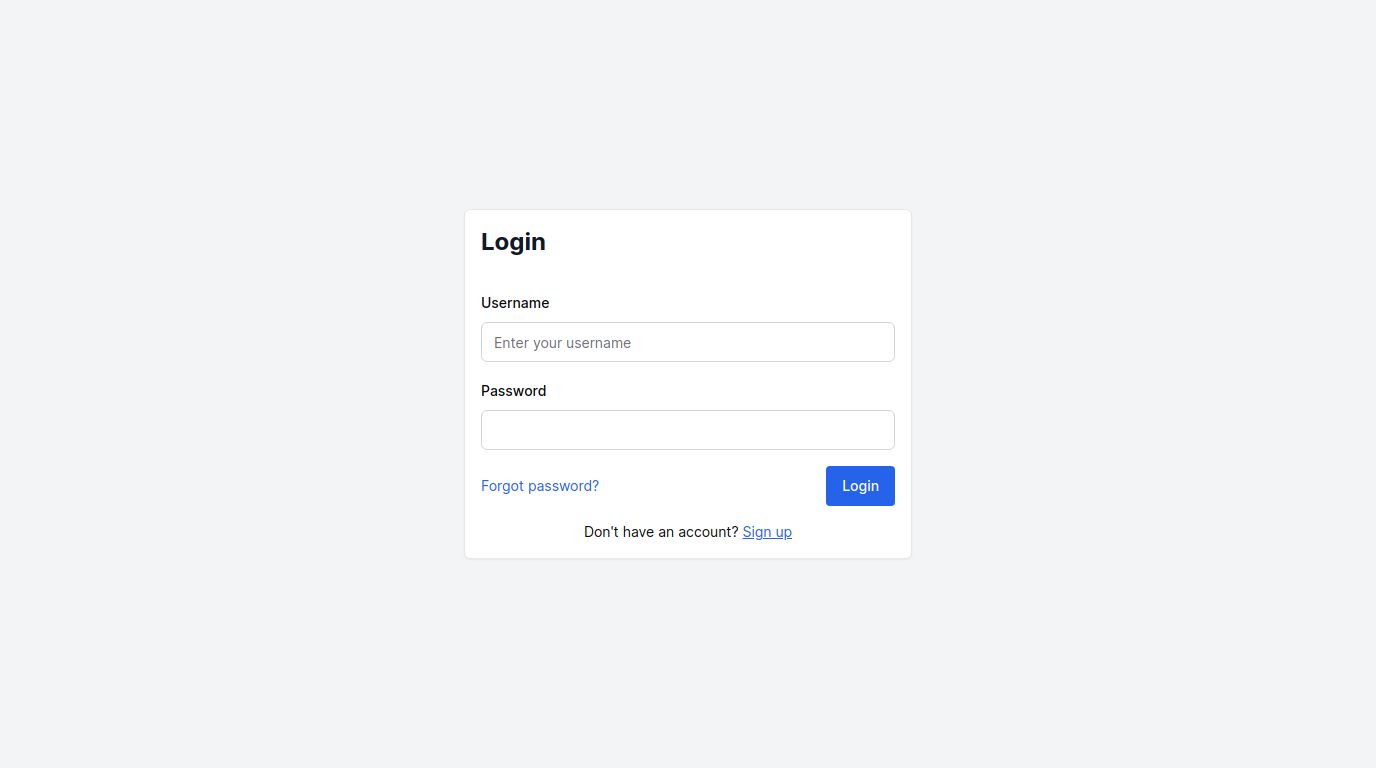 Login
Username
Enter your username
Password
Forgot password?
Login
Don't have an account? Sign up